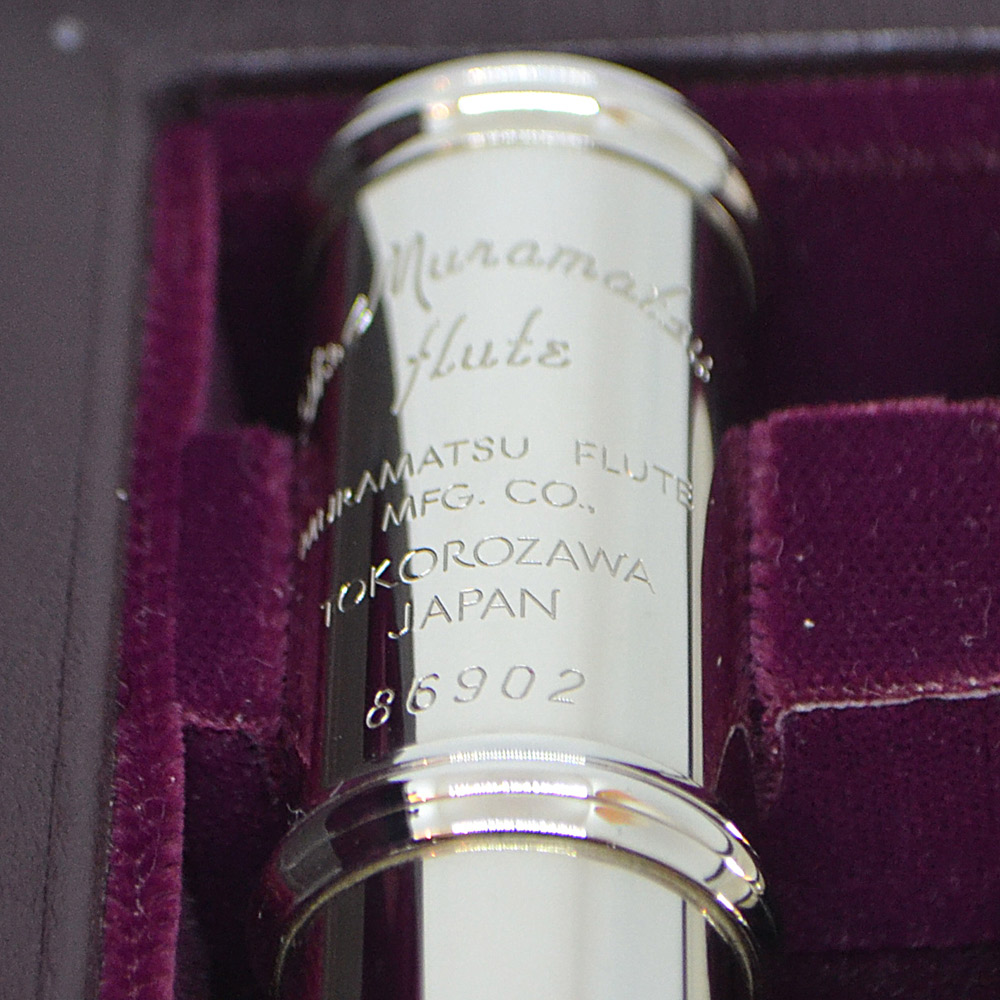 Muramatsu
flute
MURAMATSU FLUTE
MFG. CO.,
TOKOROZAWA
JAPAN
86902